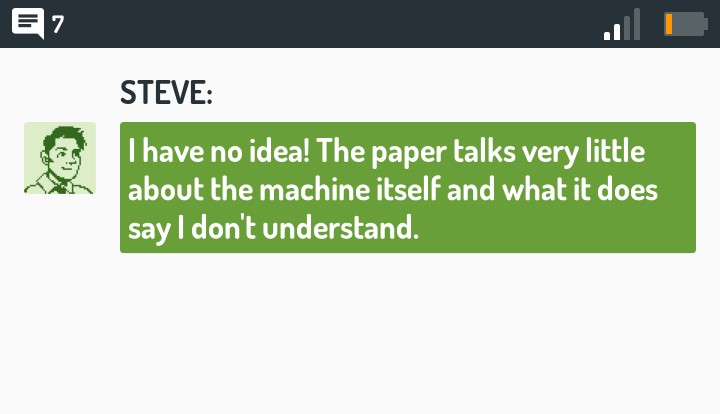 7
STEVE:
I have no idea! The paper talks very little
about the machine itself and what it does
say I don't understand.